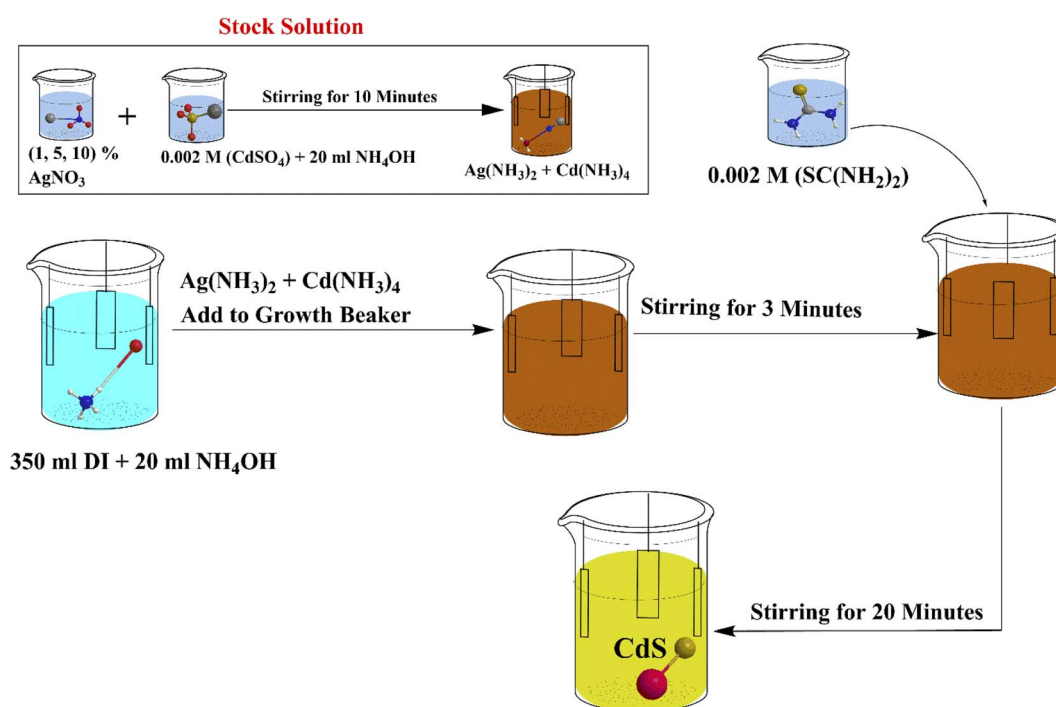 Stock Solution
Stirring for 10 Minutes
+
(1, 5, 10) %
AgNO₃
0.002 M (CdSO₄) + 20 ml NH₄OH
Ag(NH₃)₂ + Cd(NH₃)₄
0.002 M (SC(NH₂)₂)
Ag(NH₃)₂ + Cd(NH₃)₄
Add to Growth Beaker
Stirring for 3 Minutes
350 ml DI + 20 ml NH₄OH
Stirring for 20 Minutes
CdS